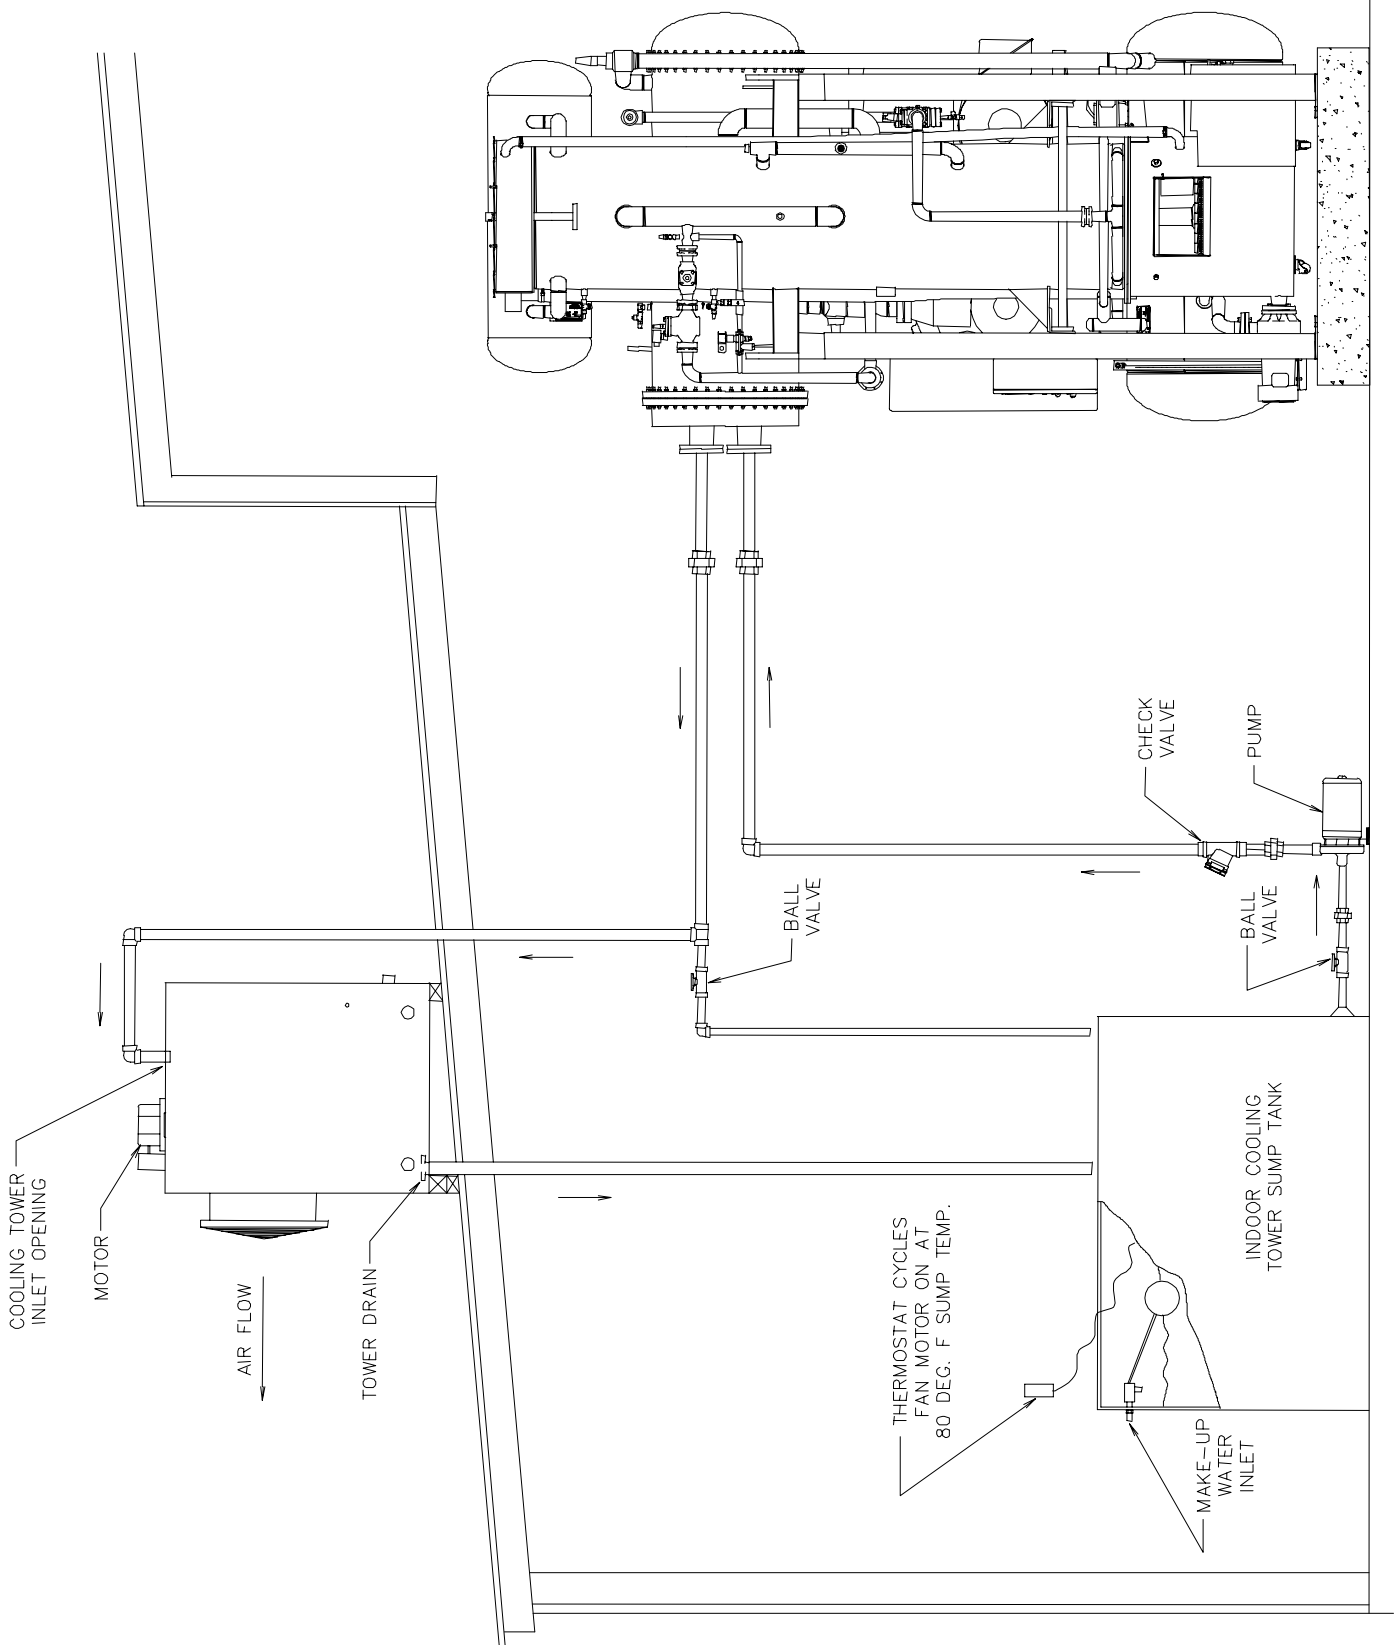 COOLING TOWER
INLET OPENING
MOTOR
AIR FLOW
TOWER DRAIN
THERMOSTAT CYCLES
FAN MOTOR ON AT
80 DEG. F SUMP TEMP.
MAKE-UP
WATER
INLET
INDOOR COOLING
TOWER SUMP TANK
BALL
VALVE
BALL
VALVE
CHECK
VALVE
PUMP